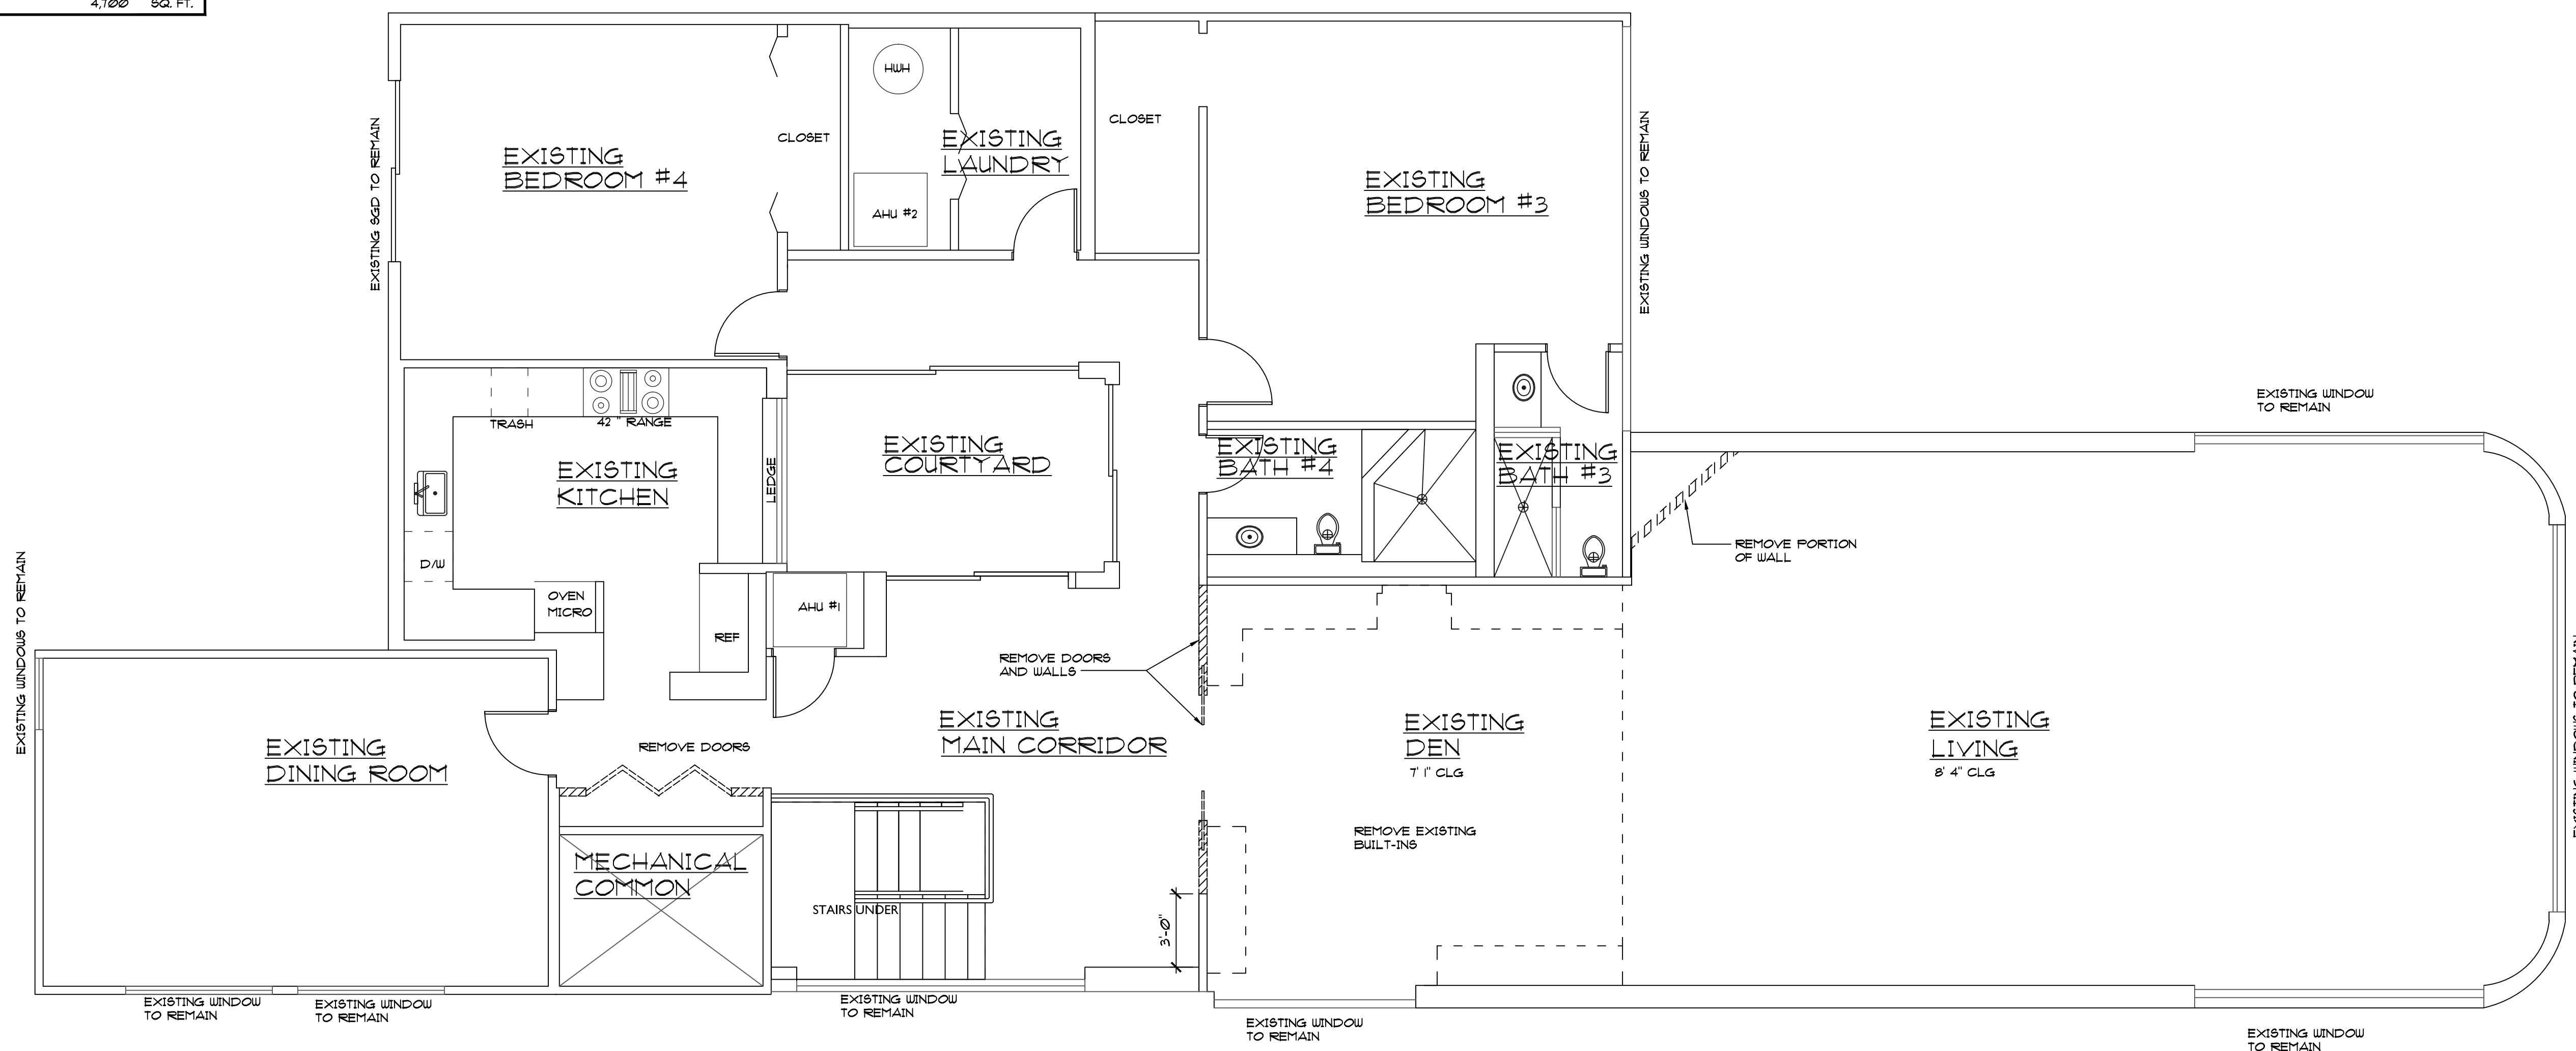 4,700 SQ. FT.
HWH
CLOSET
CLOSET
EXISTING
LAUNDRY
EXISTING
BEDROOM #4
EXISTING
BEDROOM #3
AHU #2
EXISTING SGD TO REMAIN
EXISTING WINDOWS TO REMAIN
EXISTING WINDOW
TO REMAIN
TRASH
42 " RANGE
EXISTING
COURTYARD
EXISTING
BATH #4
EXISTING
BATH #3
EXISTING
KITCHEN
LEDGE
D/W
REMOVE PORTION
OF WALL
OVEN
MICRO
AHU #1
REF
EXISTING WINDOWS TO REMAIN
REMOVE DOORS
AND WALLS
EXISTING
MAIN CORRIDOR
EXISTING
DEN
7' 1" CLG
EXISTING
LIVING
8' 4" CLG
EXISTING WINDOWS TO REMAIN
EXISTING
DINING ROOM
REMOVE DOORS
REMOVE EXISTING
BUILT-INS
MECHANICAL
COMMON
STAIRS UNDER
3'-0"
EXISTING WINDOW
TO REMAIN
EXISTING WINDOW
TO REMAIN
EXISTING WINDOW
TO REMAIN
EXISTING WINDOW
TO REMAIN
EXISTING WINDOW
TO REMAIN